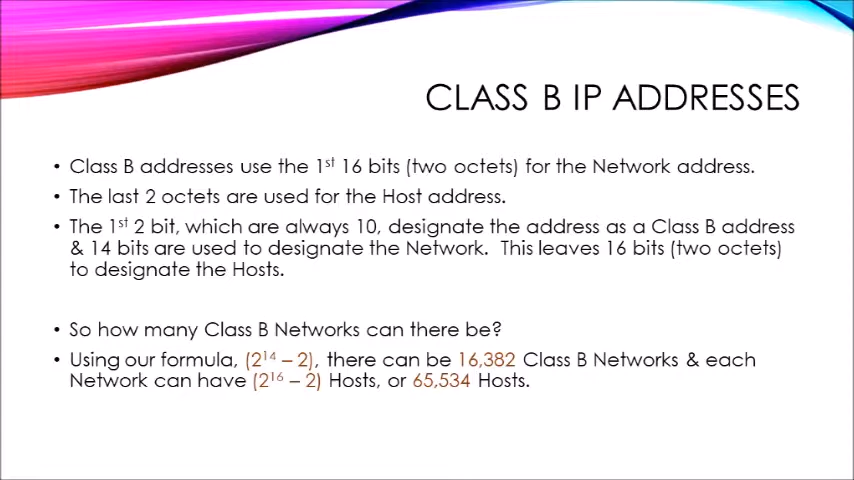 CLASS B IP ADDRESSES
• Class B addresses use the 1st 16 bits (two octets) for the Network address.
• The last 2 octets are used for the Host address.
• The 1st 2 bit, which are always 10, designate the address as a Class B address
& 14 bits are used to designate the Network. This leaves 16 bits (two octets)
to designate the Hosts.
• So how many Class B Networks can there be?
• Using our formula, (2¹⁴ – 2), there can be 16,382 Class B Networks & each
Network can have (2¹⁶ – 2) Hosts, or 65,534 Hosts.